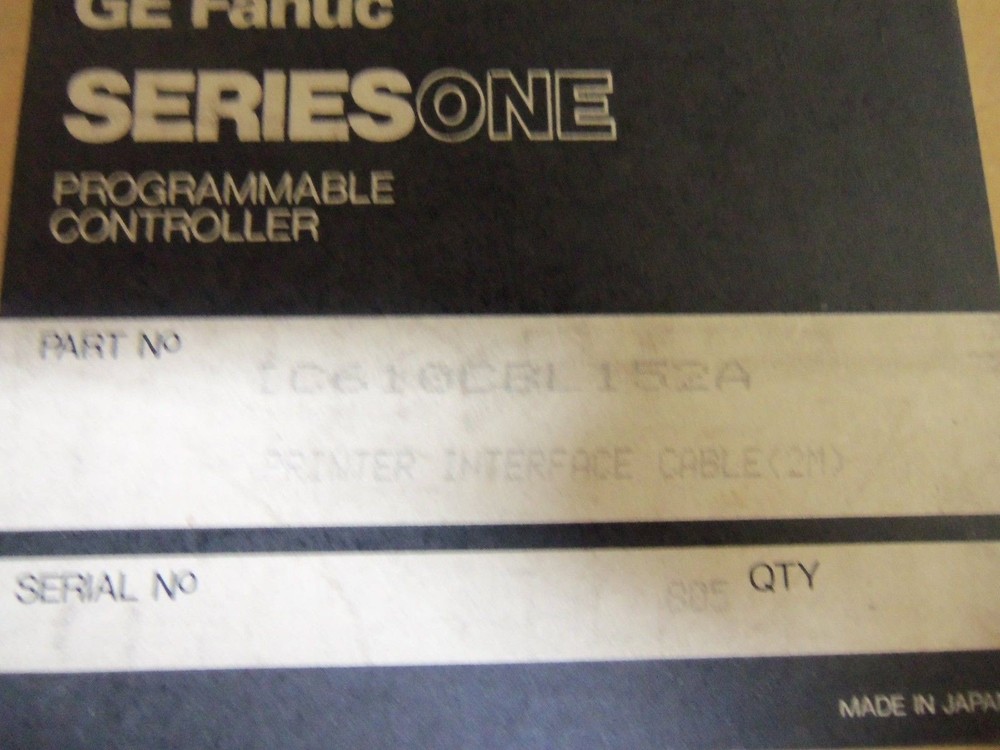 GE Fanuc
SERIESONE
PROGRAMMABLE
CONTROLLER
PART Nº
IC610CBL152A
PRINTER INTERFACE CABLE(2M)
SERIAL Nº
805 QTY
MADE IN JAPAN